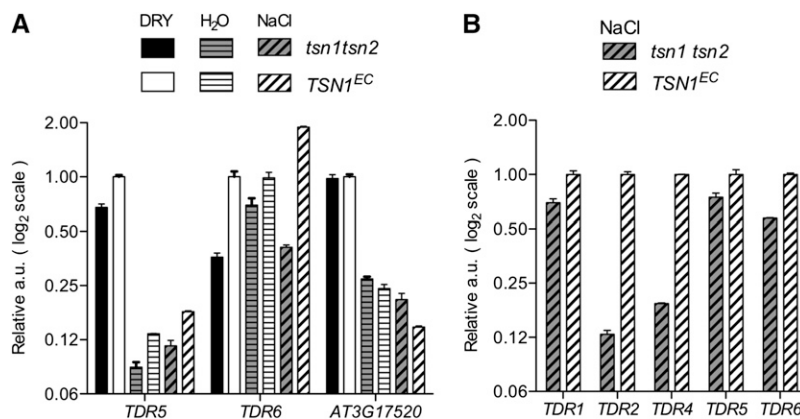 A
DRY H₂O NaCl
tsn1tsn2
TSN1ᴱᶜ
Relative a.u. ( log₂ scale )
2.00
1.00
0.50
0.25
0.12
0.06
TDR5 TDR6 AT3G17520
B
NaCl
tsn1 tsn2
TSN1ᴱᶜ
Relative a.u. ( log₂ scale )
2.00
1.00
0.50
0.25
0.12
0.06
TDR1 TDR2 TDR4 TDR5 TDR6